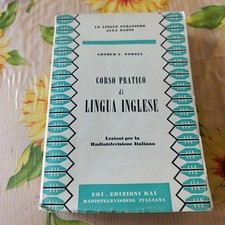 LE LINGUE STRANIERE
ALLA RADIO
ARTHUR F. POWELL
CORSO PRATICO
di
LINGUA INGLESE
Lezioni per la
Radiotelevisione Italiana
ERI - EDIZIONI RAI
RADIOTELEVISIONE ITALIANA